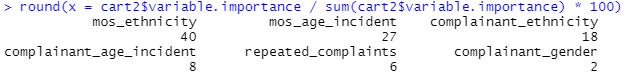 > round(x = cart2$variable.importance / sum(cart2$variable.importance) * 100)
mos_ethnicity mos_age_incident complainant_ethnicity
40 27 18
complainant_age_incident repeated_complaints complainant_gender
8 6 2